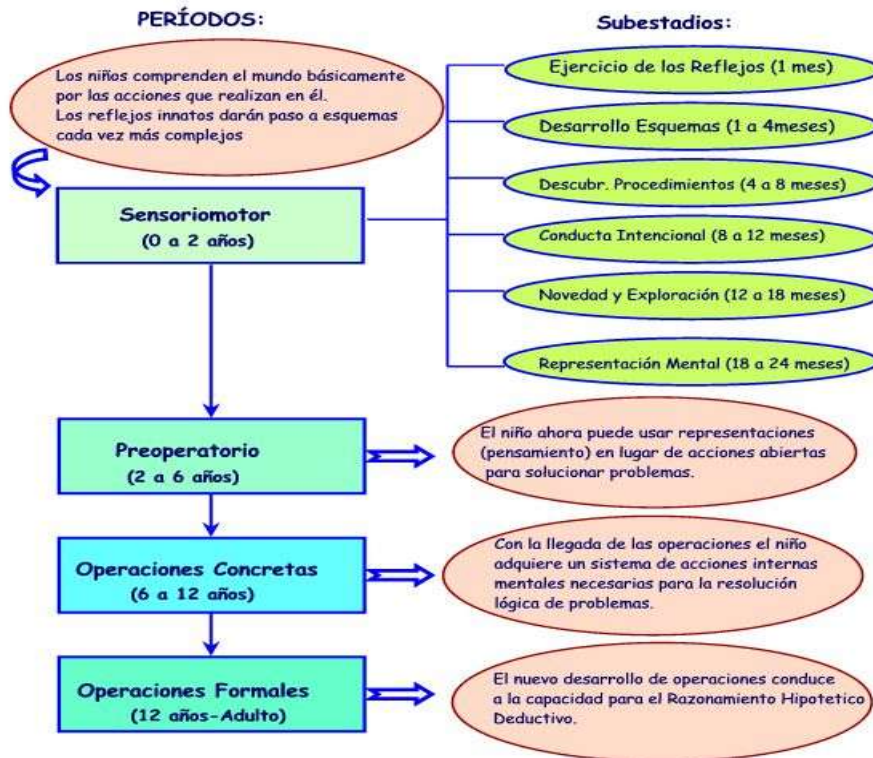 PERÍODOS:
Subestadios:
Los niños comprenden el mundo básicamente
por las acciones que realizan en él.
Los reflejos innatos darán paso a esquemas
cada vez más complejos
Sensoriomotor
(0 a 2 años)
Ejercicio de los Reflejos (1 mes)
Desarrollo Esquemas (1 a 4meses)
Descubr. Procedimientos (4 a 8 meses)
Conducta Intencional (8 a 12 meses)
Novedad y Exploración (12 a 18 meses)
Representación Mental (18 a 24 meses)
Preoperatorio
(2 a 6 años)
El niño ahora puede usar representaciones
(pensamiento) en lugar de acciones abiertas
para solucionar problemas.
Operaciones Concretas
(6 a 12 años)
Con la llegada de las operaciones el niño
adquiere un sistema de acciones internas
mentales necesarias para la resolución
lógica de problemas.
Operaciones Formales
(12 años-Adulto)
El nuevo desarrollo de operaciones conduce
a la capacidad para el Razonamiento Hipotetico
Deductivo.